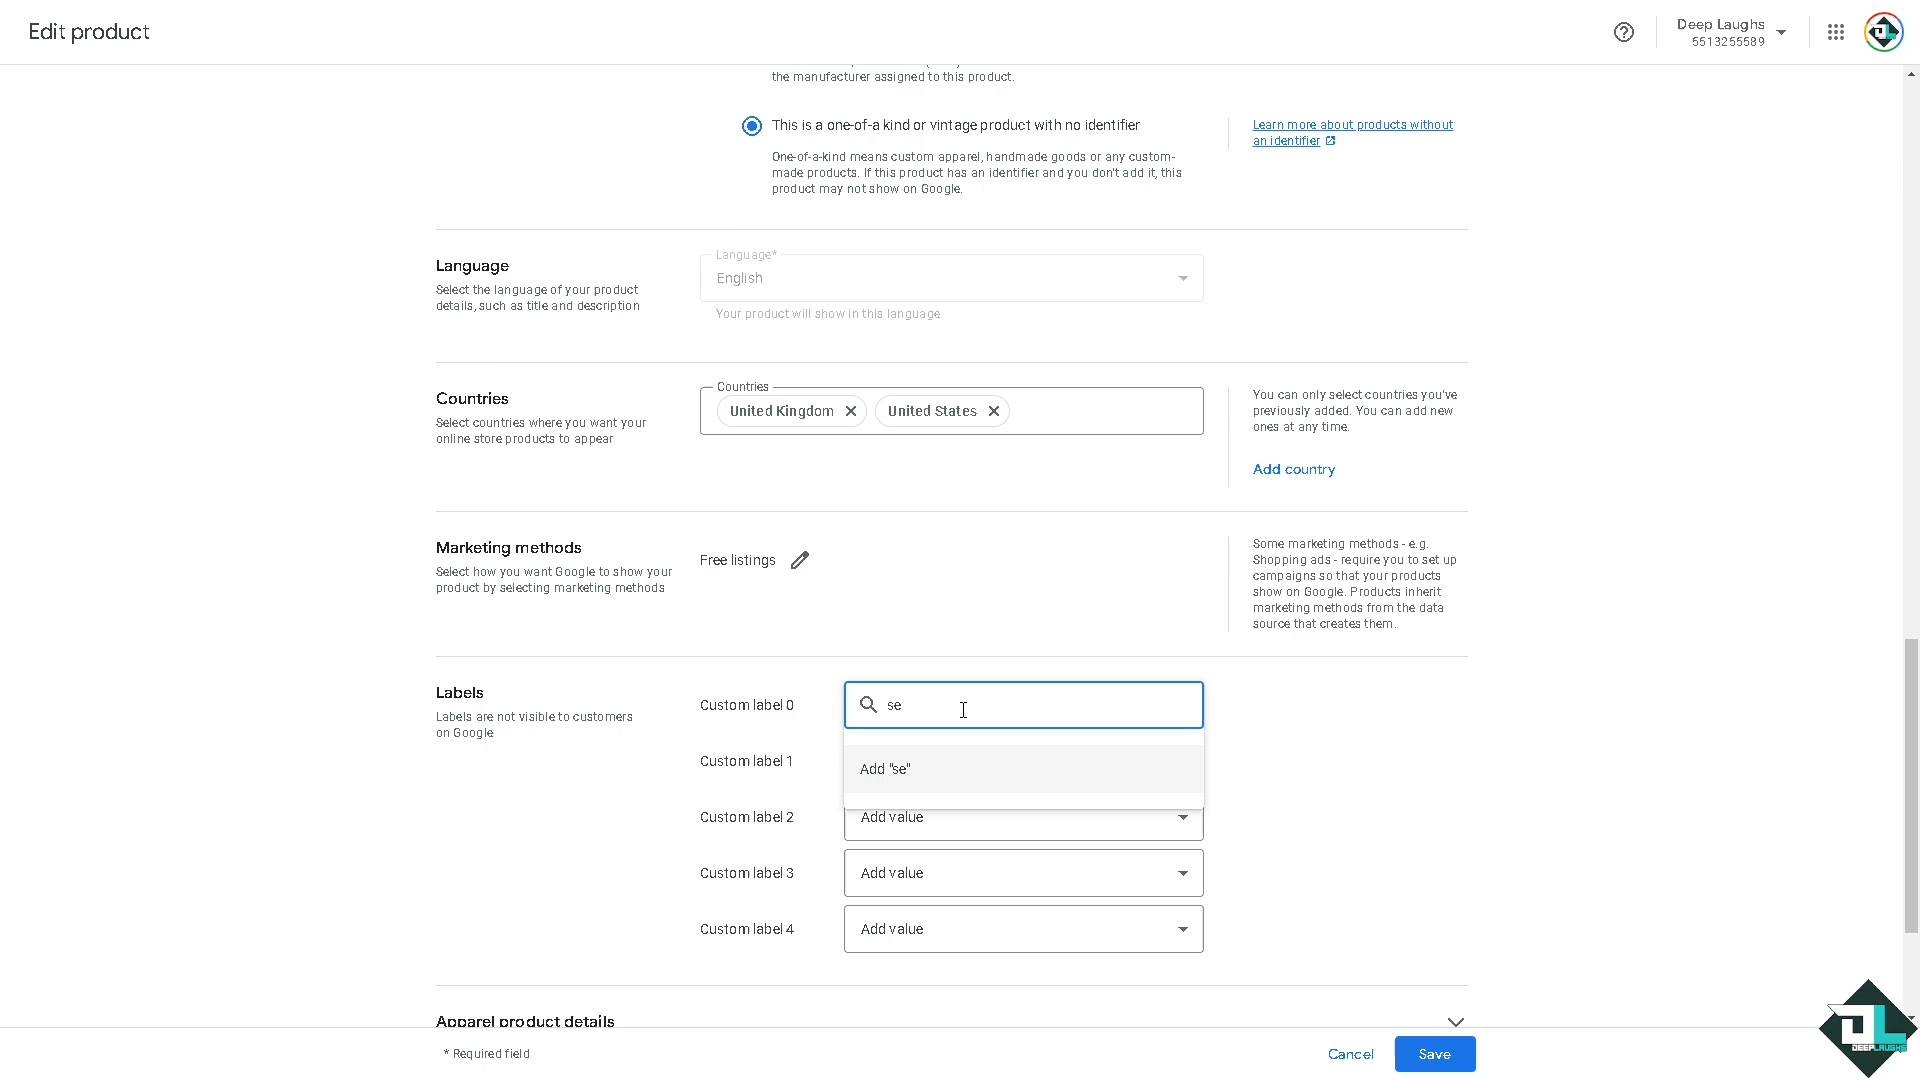 Edit product
Deep Laughs
5513255589
the manufacturer assigned to this product.
This is a one-of-a kind or vintage product with no identifier
One-of-a-kind means custom apparel, handmade goods or any custom-
made products. If this product has an identifier and you don't add it, this
product may not show on Google.
Learn more about products without
an identifier
Language
Select the language of your product
details, such as title and description
Language*
English
Your product will show in this language
Countries
Select countries where you want your
online store products to appear
Countries
United Kingdom
United States
You can only select countries you've
previously added. You can add new
ones at any time.
Add country
Marketing methods
Select how you want Google to show your
product by selecting marketing methods
Free listings
Some marketing methods - e.g.
Shopping ads - require you to set up
campaigns so that your products
show on Google. Products inherit
marketing methods from the data
source that creates them.
Labels
Labels are not visible to customers
on Google
Custom label 0
se
Add "se"
Custom label 1
Custom label 2
Add value
Custom label 3
Add value
Custom label 4
Add value
Apparel product details
* Required field
Cancel
Save
DL
DEEPLAUGHS